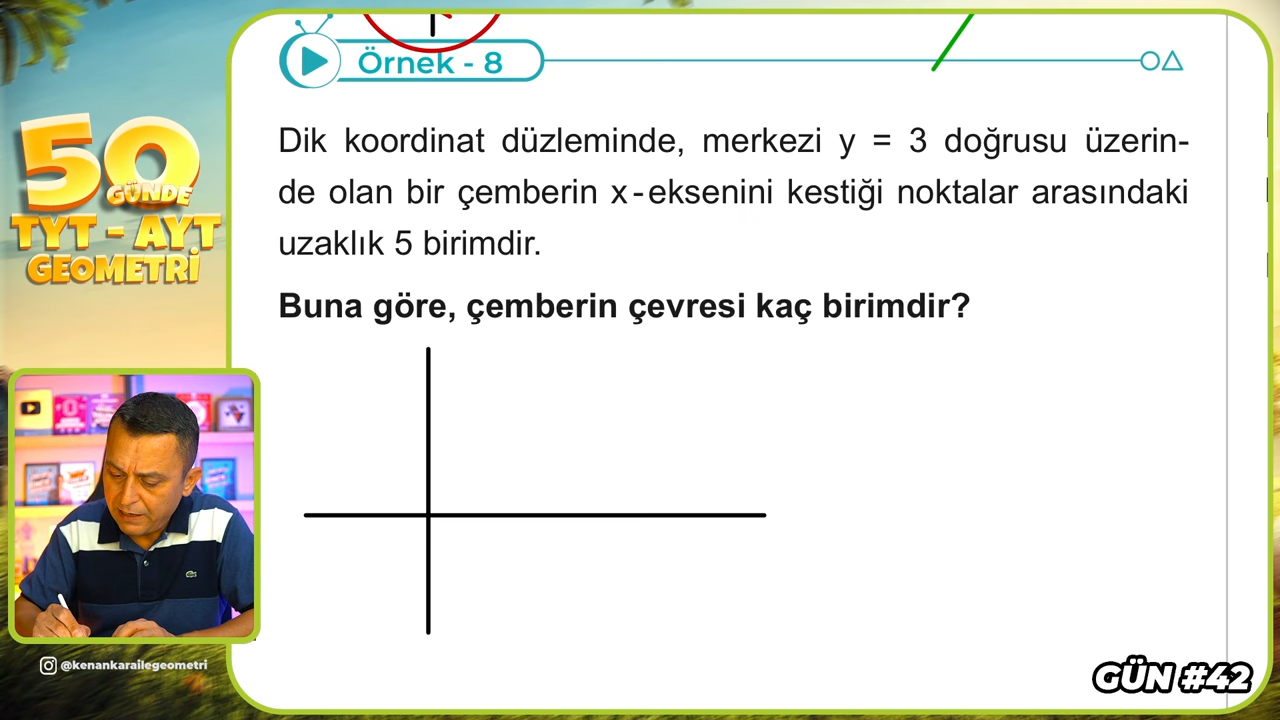 Örnek - 8
Dik koordinat düzleminde, merkezi y = 3 doğrusu üzerin-
de olan bir çemberin x-eksenini kestiği noktalar arasındaki
uzaklık 5 birimdir.
Buna göre, çemberin çevresi kaç birimdir?
50
GÜNDE
TYT - AYT
GEOMETRİ
@kenankarailegeometri
GÜN #42